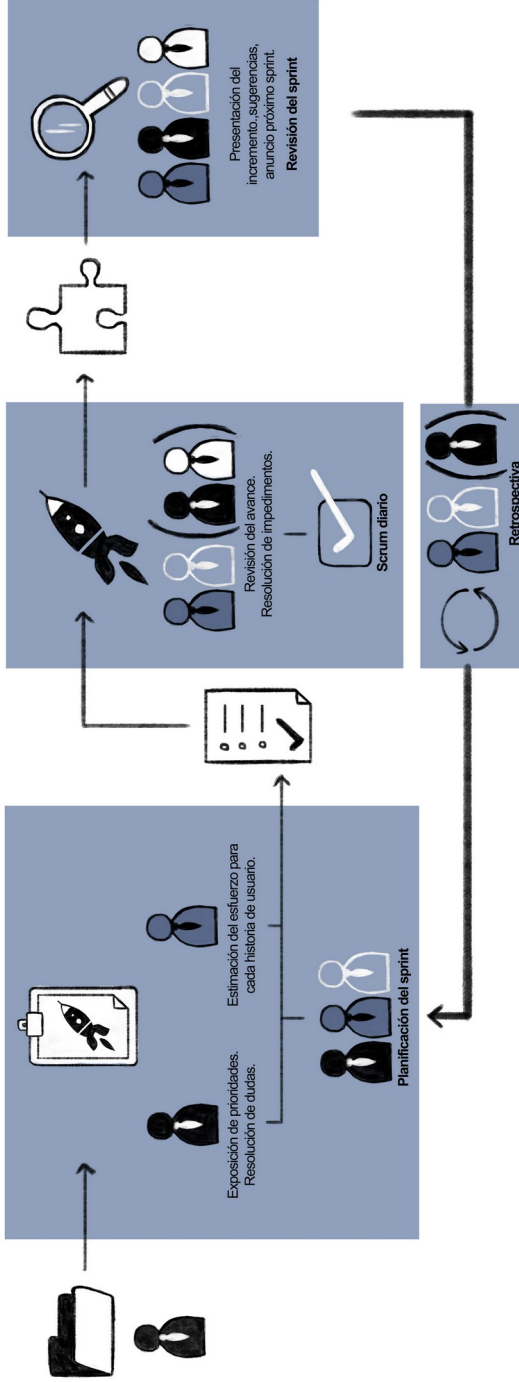 Exposición de prioridades.
Resolución de dudas.
Estimación del esfuerzo para
cada historia de usuario.
Planificación del sprint
Revisión del avance.
Resolución de impedimentos.
Scrum diario
Presentación del
incremento.,sugerencias,
anuncio próximo sprint.
Revisión del sprint
Retrospectiva